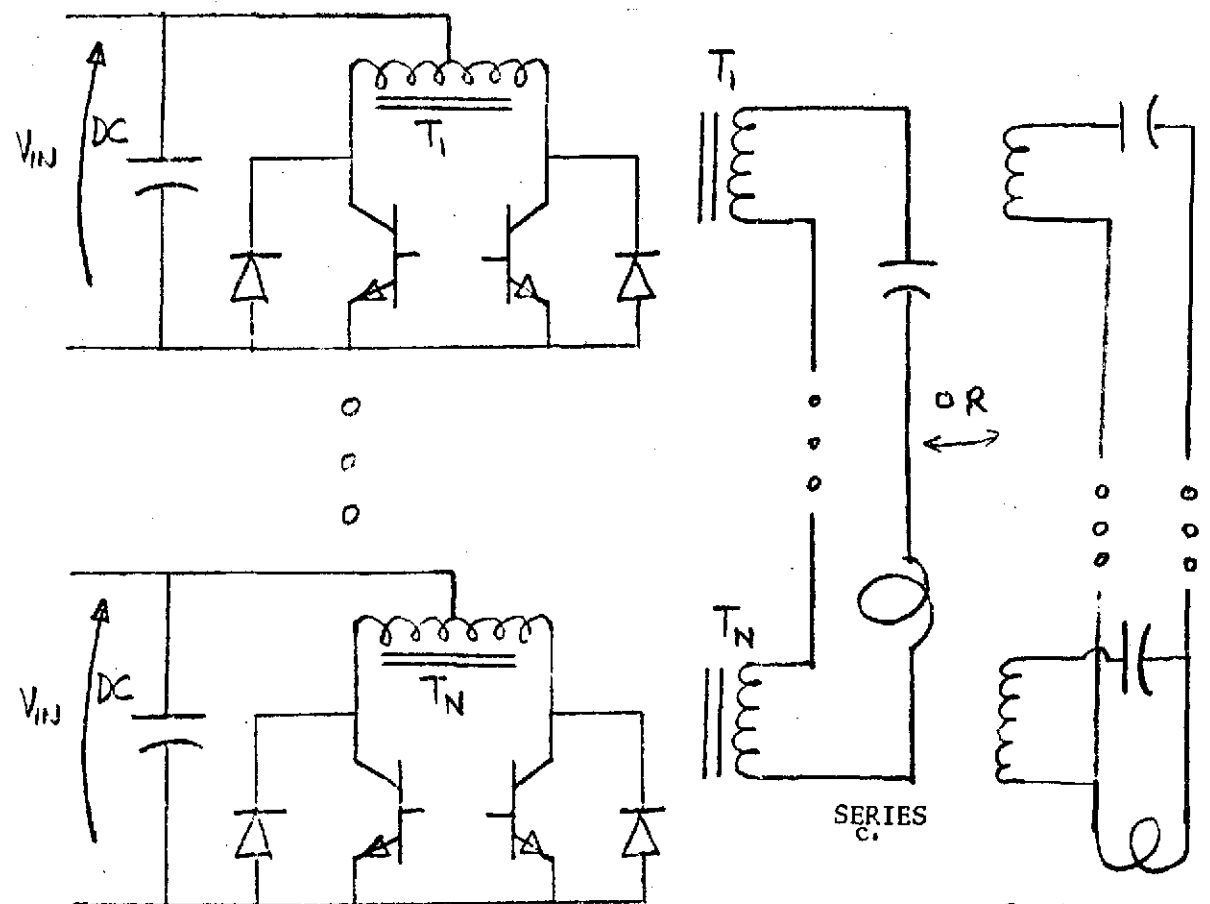 V_IN
DC
T_1
T_1
OR
V_IN
DC
T_N
T_N
SERIES
C.